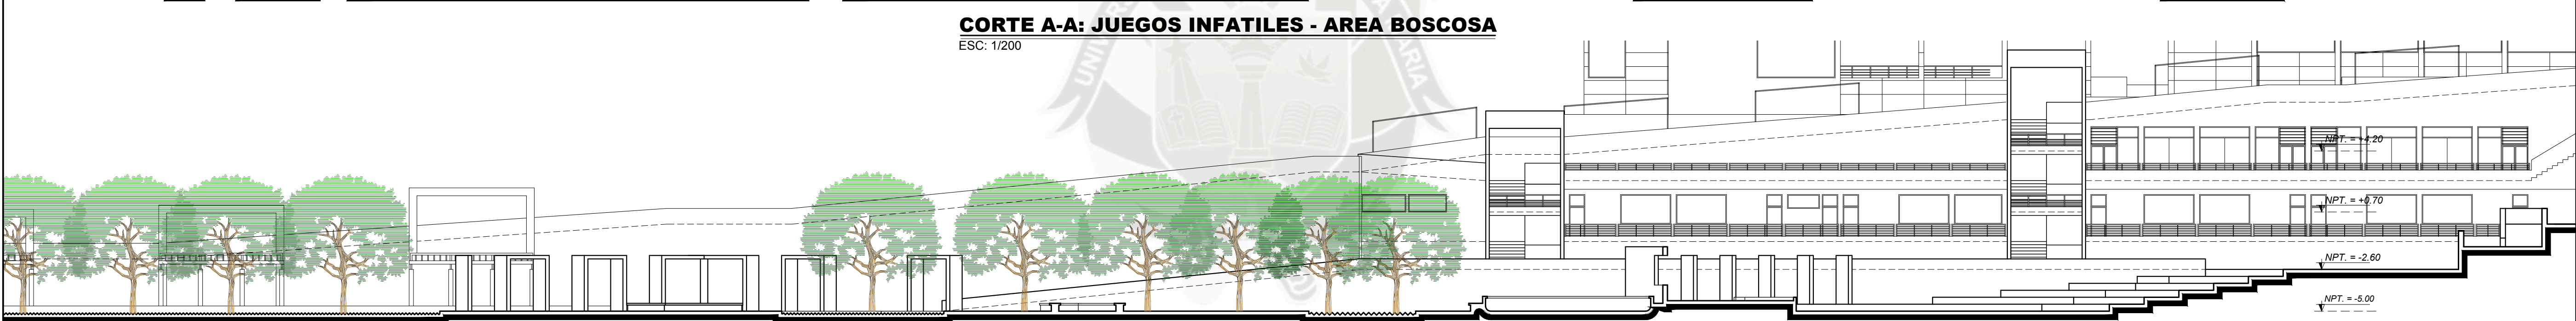 CORTE A-A: JUEGOS INFATILES - AREA BOSCOSA
ESC: 1/200
NPT. = +4.20
NPT. = +0.70
NPT. = -2.60
NPT. = -5.00